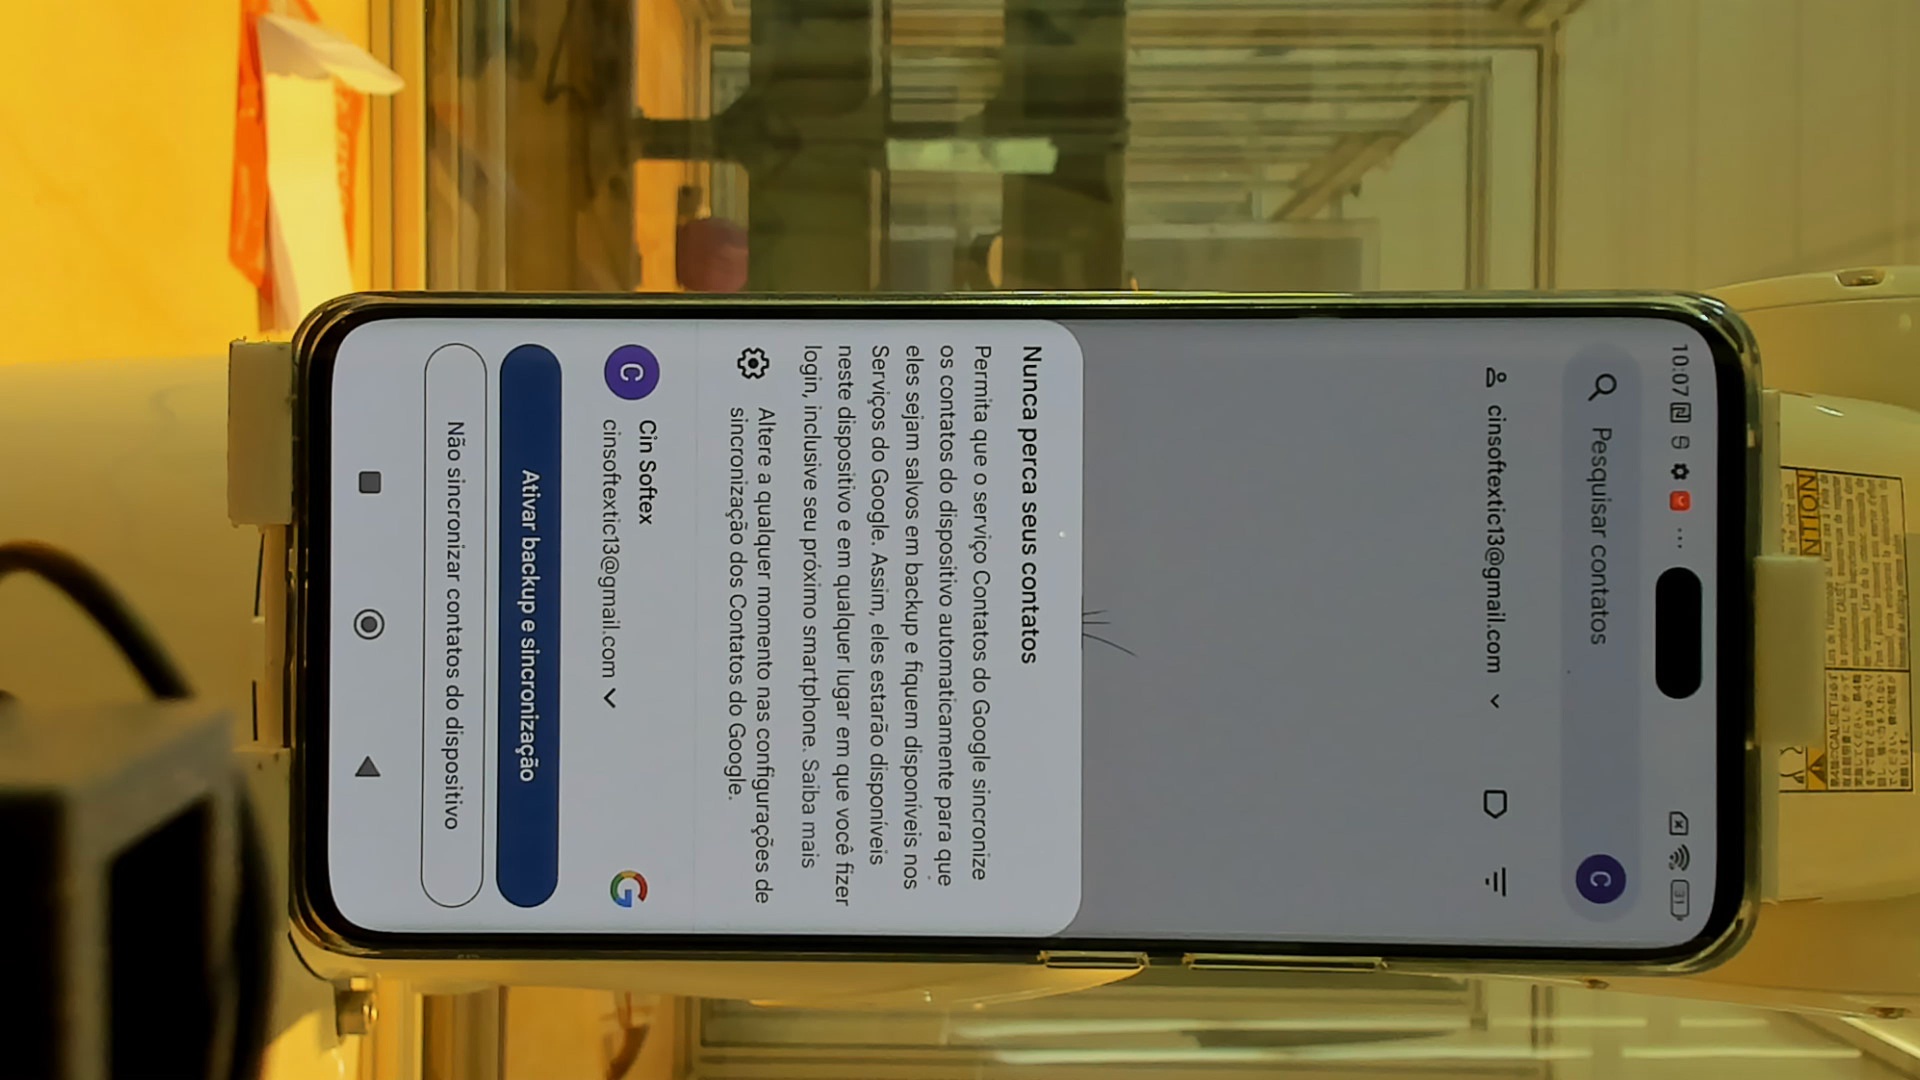 10:07
31
Pesquisar contatos
C
cinsoftextic13@gmail.com
Nunca perca seus contatos
Permita que o serviço Contatos do Google sincronize
os contatos do dispositivo automaticamente para que
eles sejam salvos em backup e fiquem disponíveis nos
Serviços do Google. Assim, eles estarão disponíveis
neste dispositivo e em qualquer lugar em que você fizer
login, inclusive seu próximo smartphone. Saiba mais
Altere a qualquer momento nas configurações de
sincronização dos Contatos do Google.
C
Cin Softex
cinsoftextic13@gmail.com
G
Ativar backup e sincronização
Não sincronizar contatos do dispositivo